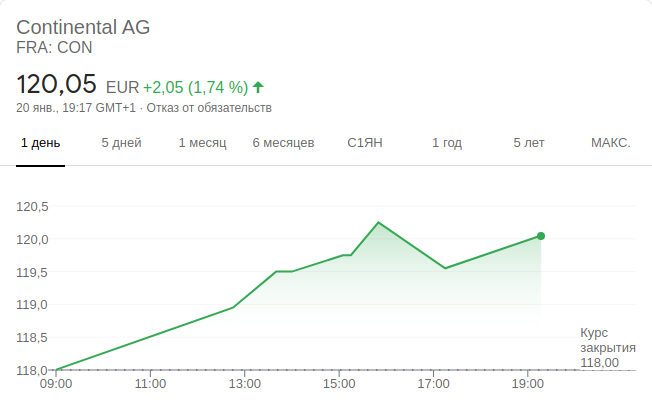 Continental AG
FRA: CON
120,05 EUR +2,05 (1,74 %)
20 янв., 19:17 GMT+1 · Отказ от обязательств
1 день 5 дней 1 месяц 6 месяцев С1ЯН 1 год 5 лет МАКС.
120,5
120,0
119,5
119,0
118,5
118,0
Курс
закрытия
118,00
09:00 11:00 13:00 15:00 17:00 19:00